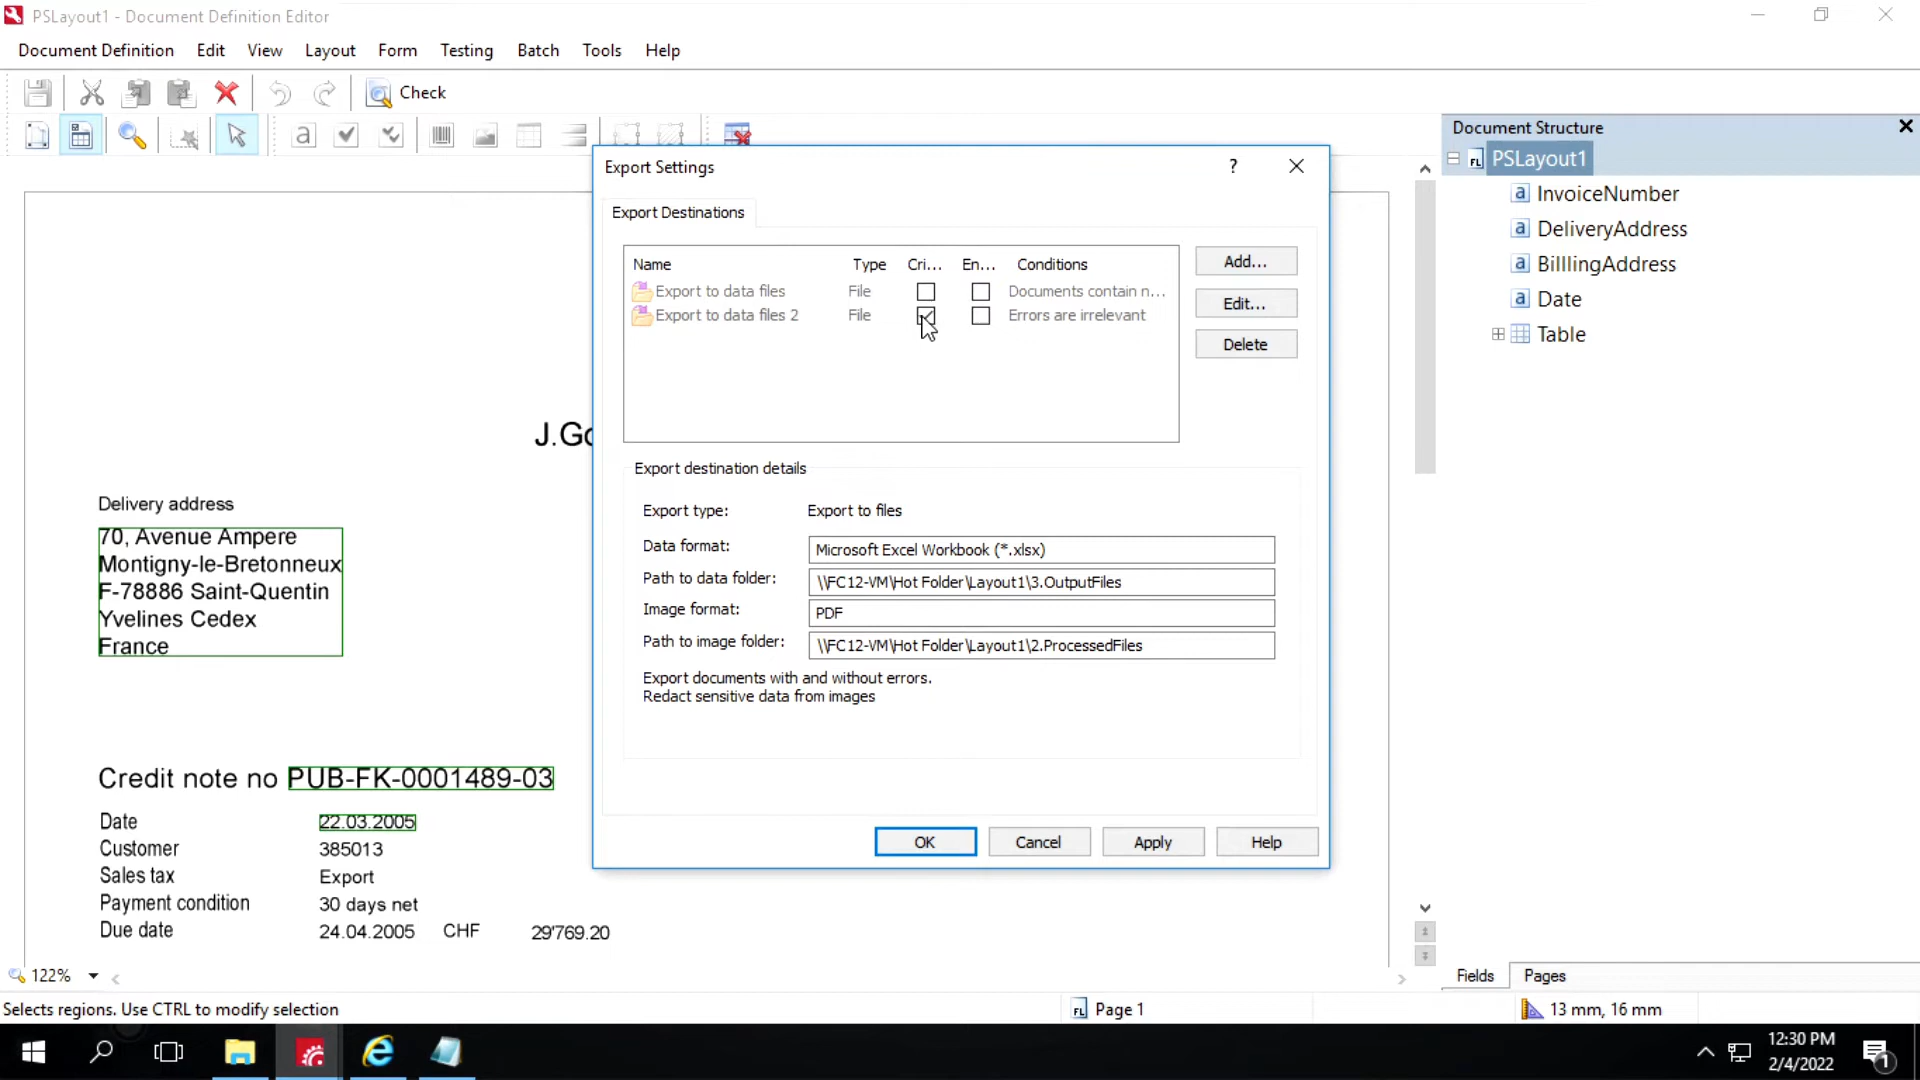 PSLayout1 - Document Definition Editor
Document Definition Edit View Layout Form Testing Batch Tools Help
Check
Document Structure
PSLayout1
InvoiceNumber
DeliveryAddress
BilllingAddress
Date
Table
Export Settings
Export Destinations
Name Type Cri... En... Conditions
Export to data files File Documents contain n...
Export to data files 2 File Errors are irrelevant
Add...
Edit...
Delete
Export destination details
Export type: Export to files
Data format: Microsoft Excel Workbook (*.xlsx)
Path to data folder: \\FC12-VM\Hot Folder\Layout1\3.OutputFiles
Image format: PDF
Path to image folder: \\FC12-VM\Hot Folder\Layout1\2.ProcessedFiles
Export documents with and without errors.
Redact sensitive data from images
OK Cancel Apply Help
Delivery address
70, Avenue Ampere
Montigny-le-Bretonneux
F-78886 Saint-Quentin
Yvelines Cedex
France
Credit note no PUB-FK-0001489-03
Date 22.03.2005
Customer 385013
Sales tax Export
Payment condition 30 days net
Due date 24.04.2005 CHF 29'769.20
122%
Fields Pages
Selects regions. Use CTRL to modify selection
Page 1
13 mm, 16 mm
12:30 PM
2/4/2022
1